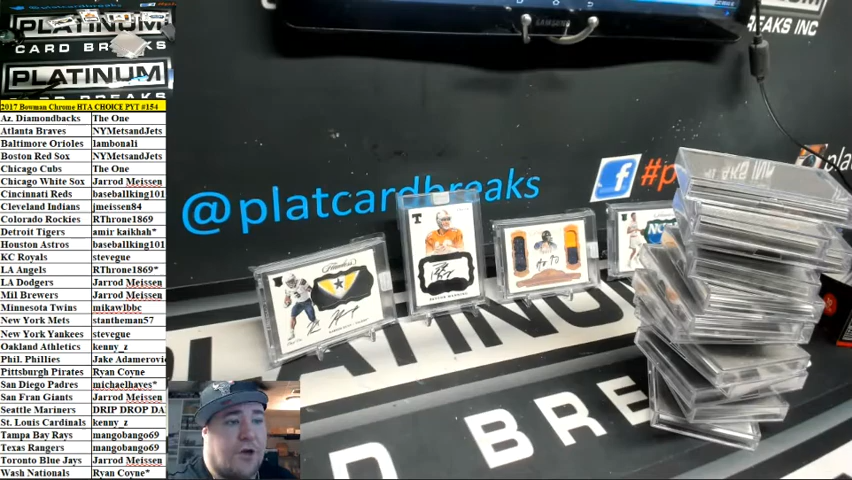 PLATINUM
CARD BREAKS
PLATINUM
2017 Bowman Chrome HTA CHOICE PYT #154
Az. Diamondbacks The One
Atlanta Braves NYMetsandJets
Baltimore Orioles lambonali
Boston Red Sox NYMetsandJets
Chicago Cubs The One
Chicago White Sox Jarrod Meissen
Cincinnati Reds baseballking101
Cleveland Indians jmeissen84
Colorado Rockies RThrone1869
Detroit Tigers amir kaikhah*
Houston Astros baseballking101
KC Royals stevegue
LA Angels RThrone1869*
LA Dodgers Jarrod Meissen
Mil Brewers Jarrod Meissen
Minnesota Twins mikawlbbc
New York Mets stantheman57
New York Yankees stevegue
Oakland Athletics kenny_z
Phil. Phillies Jake Adamerovi
Pittsburgh Pirates Ryan Coyne
San Diego Padres michaelhayes*
San Fran Giants Jarrod Meissen
Seattle Mariners DRIP DROP DA
St. Louis Cardinals kenny_z
Tampa Bay Rays mangobango69
Texas Rangers mangobango69
Toronto Blue Jays Jarrod Meissen
Wash Nationals Ryan Coyne*
SAMSUNG
BREAKS INC
@platcardbreaks
f
PLATINUM
D BRE